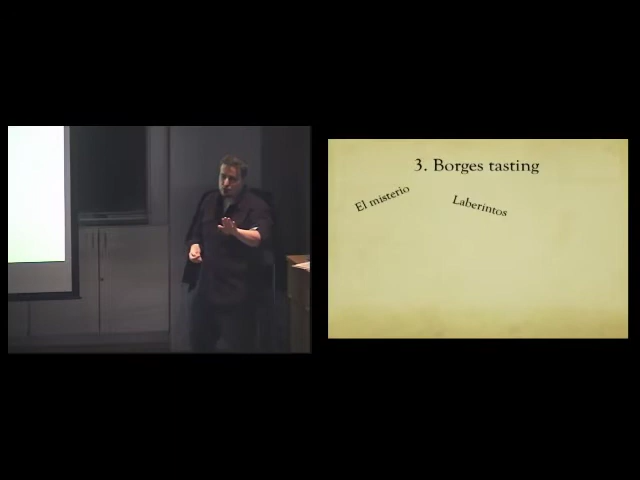 3. Borges tasting
El misterio
Laberintos